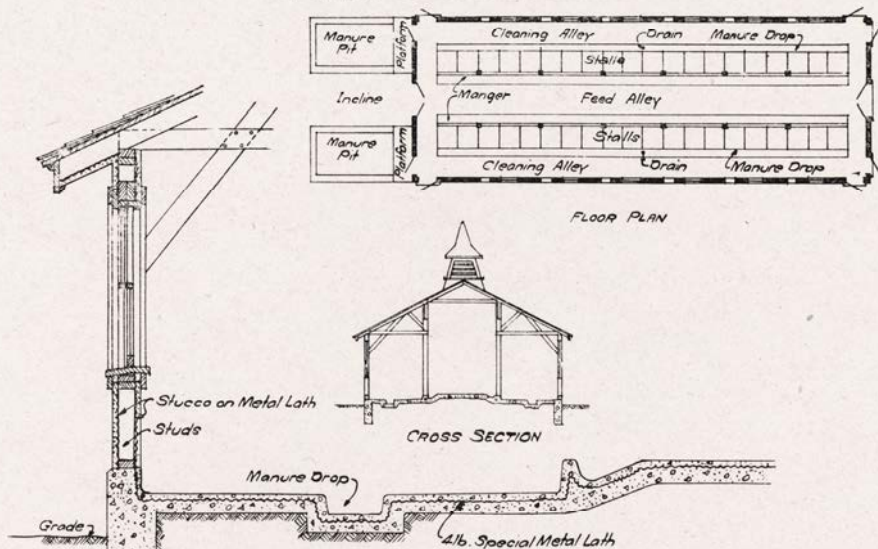 Manure Pit
Platform
Cleaning Alley
Drain
Manure Drop
Stalls
Incline
Manger
Feed Alley
Manure Pit
Platform
Stalls
Cleaning Alley
Drain
Manure Drop
FLOOR PLAN
Stucco on Metal Lath
Studs
CROSS SECTION
Manure Drop
Grade
4lb. Special Metal Lath